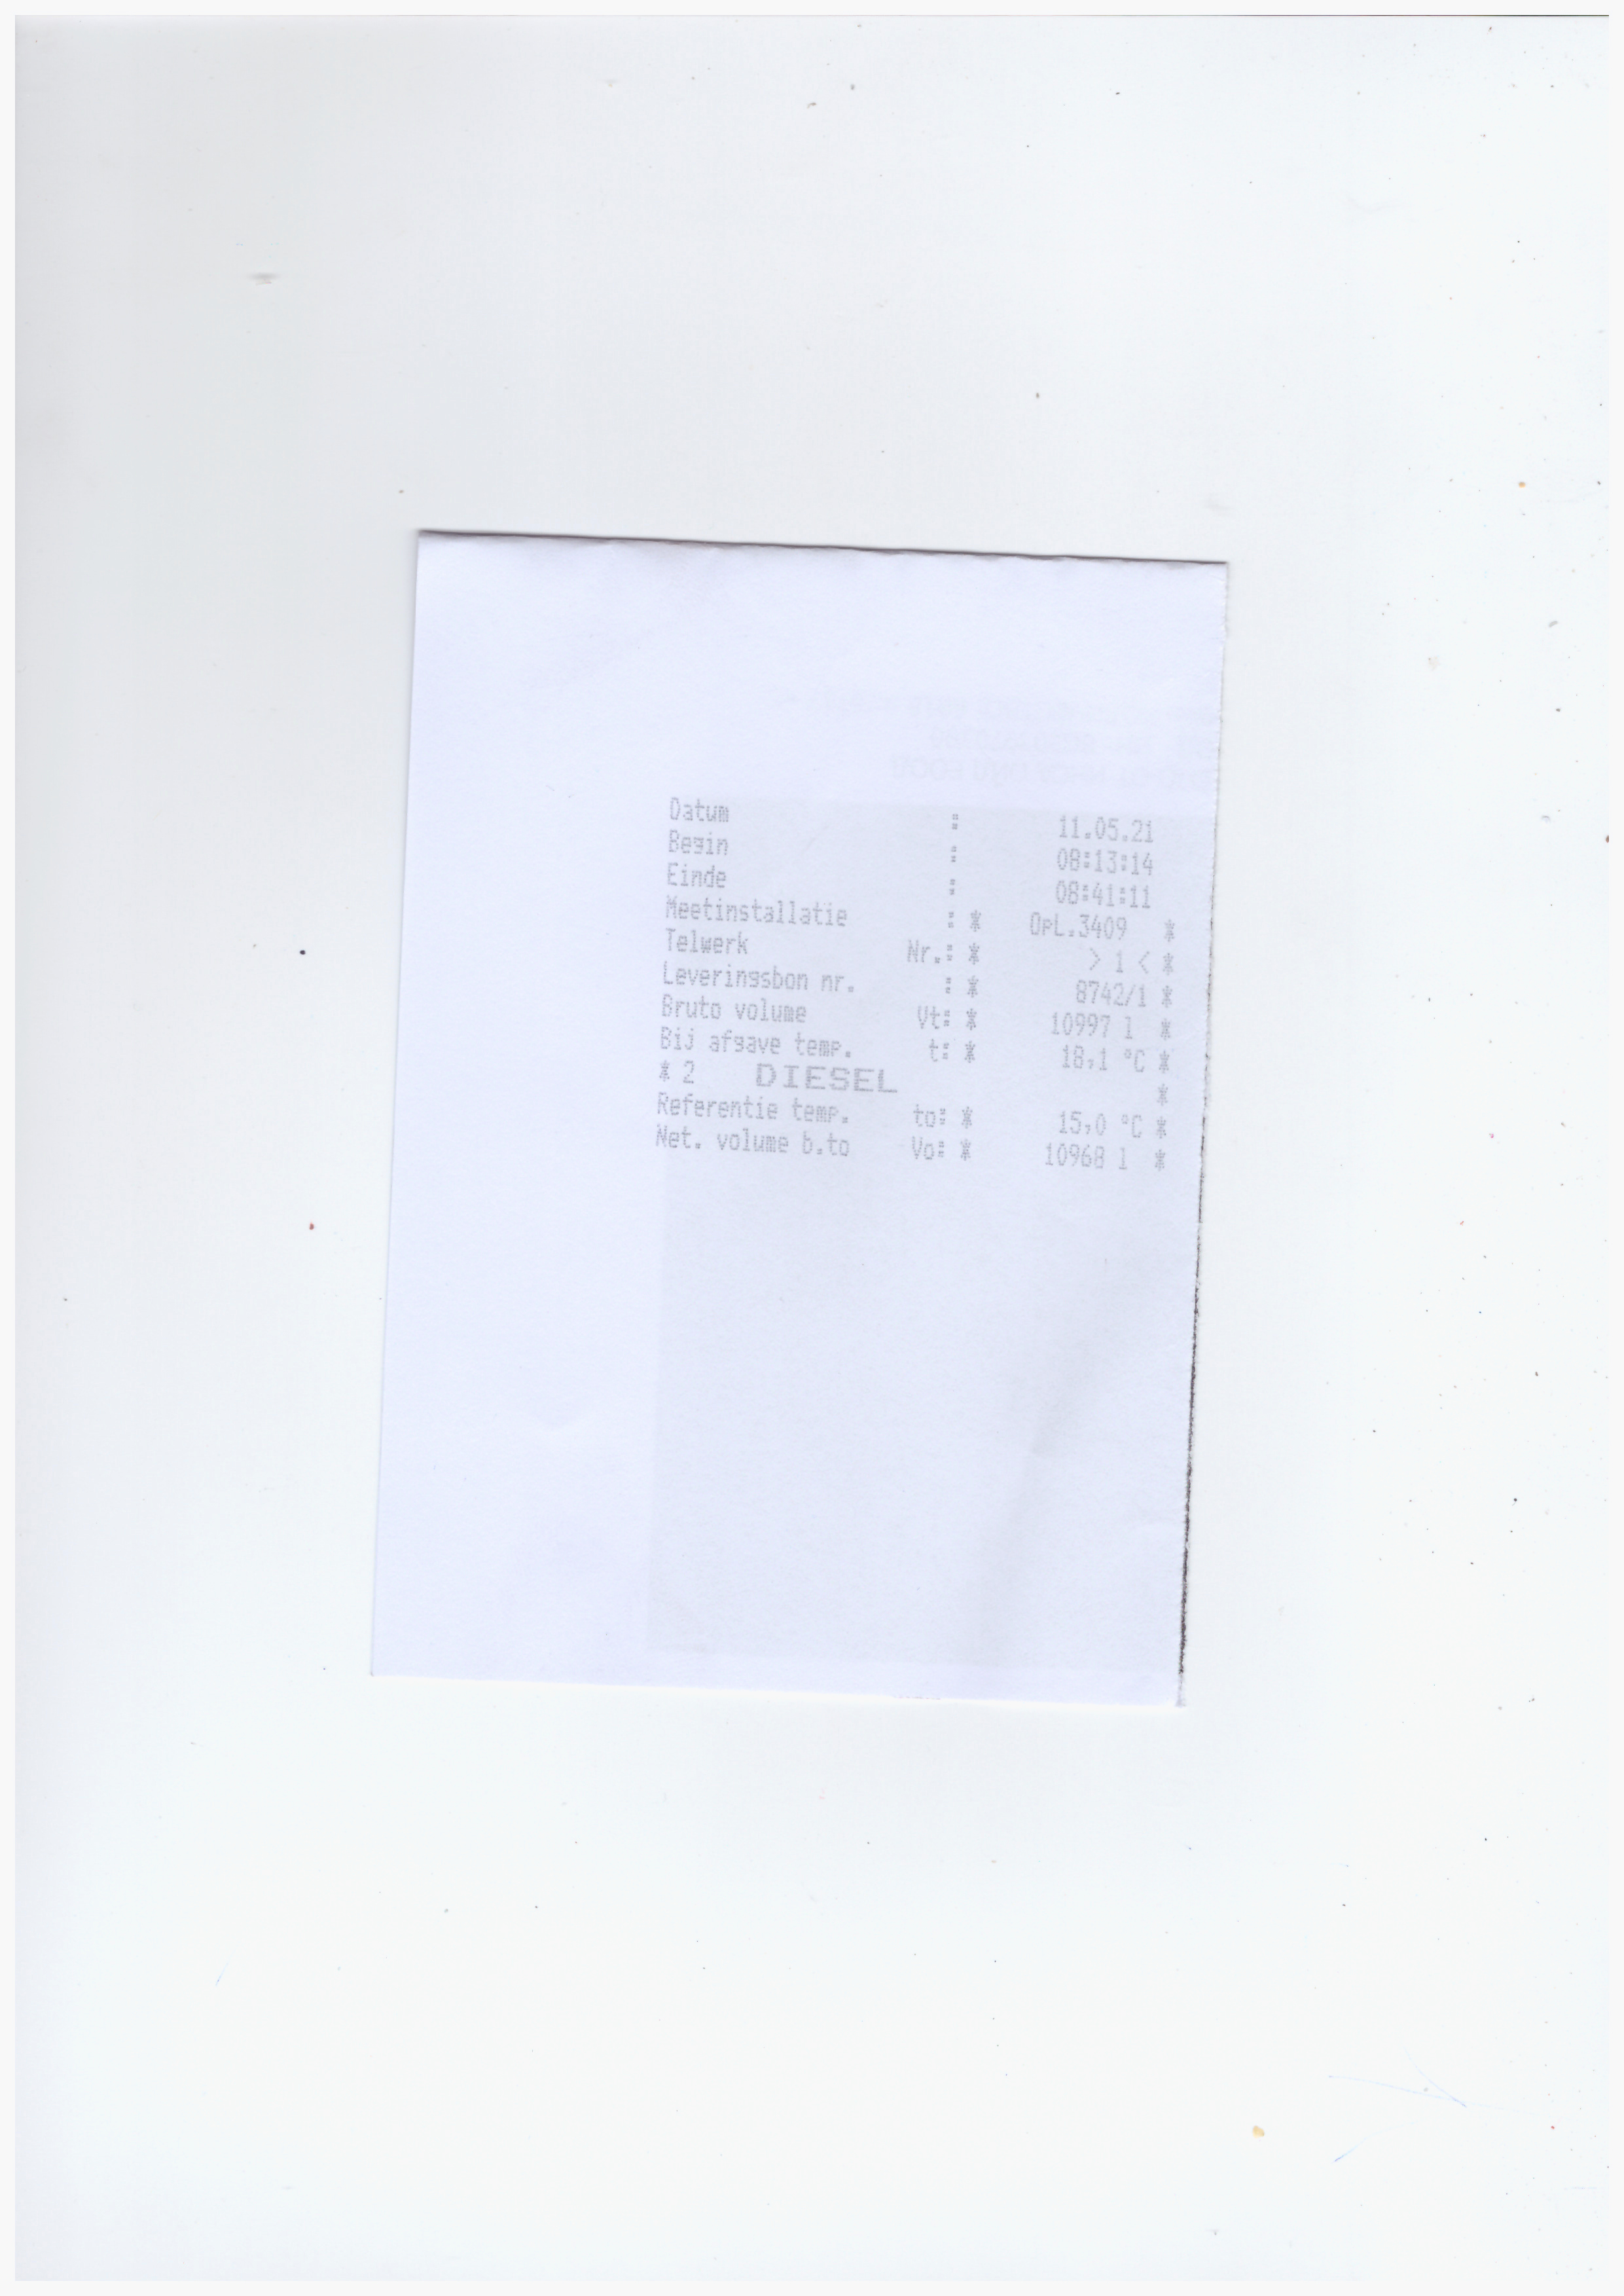 Datum : 11.05.21
Begin : 08:13:14
Einde : 08:41:11
Meetinstallatie : * OpL.3409 *
Telwerk Nr.: * > 1 < *
Leveringsbon nr. : * 8742/1 *
Bruto volume Vt: * 10997 l *
Bij afgave temp. t: * 18,1 °C *
* 2 DIESEL *
Referentie temp. to: * 15,0 °C *
Net. volume b.to Vo: * 10968 l *